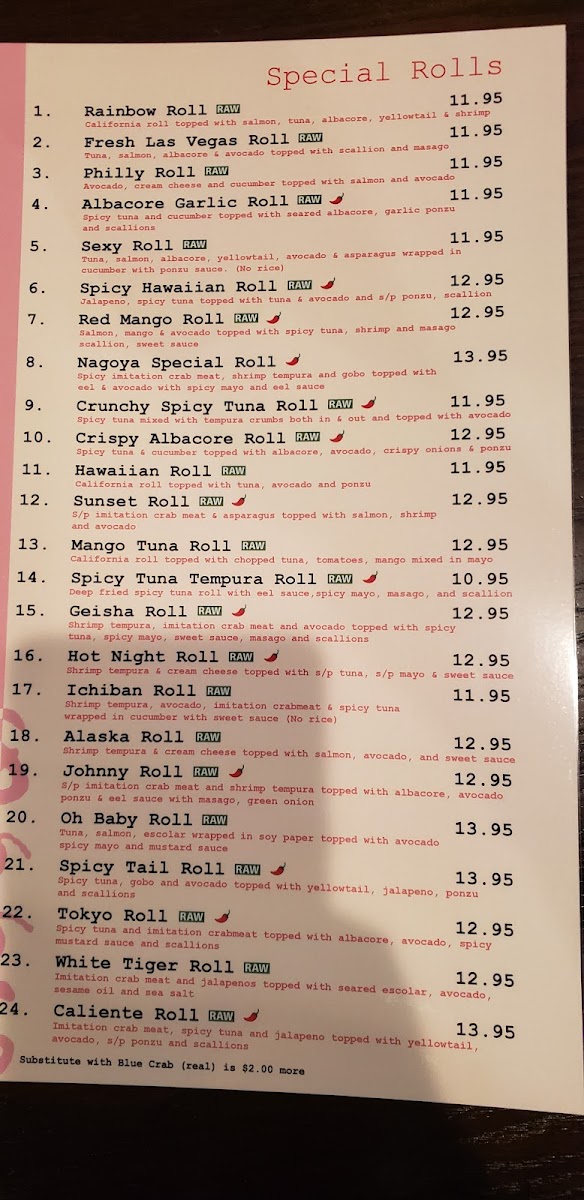 Special Rolls
1. Rainbow Roll RAW 11.95
California roll topped with salmon, tuna, albacore, yellowtail & shrimp
2. Fresh Las Vegas Roll RAW 11.95
Tuna, salmon, albacore & avocado topped with scallion and masago
3. Philly Roll RAW 11.95
Avocado, cream cheese and cucumber topped with salmon and avocado
4. Albacore Garlic Roll RAW 11.95
Spicy tuna and cucumber topped with seared albacore, garlic ponzu
and scallions
5. Sexy Roll RAW 11.95
Tuna, salmon, albacore, yellowtail, avocado & asparagus wrapped in
cucumber with ponzu sauce. (No rice)
6. Spicy Hawaiian Roll RAW 12.95
Jalapeno, spicy tuna topped with tuna & avocado and s/p ponzu, scallion
7. Red Mango Roll RAW 12.95
Salmon, mango & avocado topped with spicy tuna, shrimp and masago
scallion, sweet sauce
8. Nagoya Special Roll 13.95
Spicy imitation crab meat, shrimp tempura and gobo topped with
eel & avocado with spicy mayo and eel sauce
9. Crunchy Spicy Tuna Roll RAW 11.95
Spicy tuna mixed with tempura crumbs both in & out and topped with avocado
10. Crispy Albacore Roll RAW 12.95
Spicy tuna & cucumber topped with albacore, avocado, crispy onions & ponzu
11. Hawaiian Roll RAW 11.95
California roll topped with tuna, avocado and ponzu
12. Sunset Roll RAW 12.95
S/p imitation crab meat & asparagus topped with salmon, shrimp
and avocado
13. Mango Tuna Roll RAW 12.95
California roll topped with chopped tuna, tomatoes, mango mixed in mayo
14. Spicy Tuna Tempura Roll RAW 10.95
Deep fried spicy tuna roll with eel sauce,spicy mayo, masago, and scallion
15. Geisha Roll RAW 12.95
Shrimp tempura, imitation crab meat and avocado topped with spicy
tuna, spicy mayo, sweet sauce, masago and scallions
16. Hot Night Roll RAW 12.95
Shrimp tempura & cream cheese topped with s/p tuna, s/p mayo & sweet sauce
17. Ichiban Roll RAW 11.95
Shrimp tempura, avocado, imitation crabmeat & spicy tuna
wrapped in cucumber with sweet sauce (No rice)
18. Alaska Roll RAW 12.95
Shrimp tempura & cream cheese topped with salmon, avocado, and sweet sauce
19. Johnny Roll RAW 12.95
S/p imitation crab meat and shrimp tempura topped with albacore, avocado
ponzu & eel sauce with masago, green onion
20. Oh Baby Roll RAW 13.95
Tuna, salmon, escolar wrapped in soy paper topped with avocado
spicy mayo and mustard sauce
21. Spicy Tail Roll RAW 13.95
Spicy tuna, gobo and avocado topped with yellowtail, jalapeno, ponzu
and scallions
22. Tokyo Roll RAW 12.95
Spicy tuna and imitation crabmeat topped with albacore, avocado, spicy
mustard sauce and scallions
23. White Tiger Roll RAW 12.95
Imitation crab meat and jalapenos topped with seared escolar, avocado,
sesame oil and sea salt
24. Caliente Roll RAW 13.95
Imitation crab meat, spicy tuna and jalapeno topped with yellowtail,
avocado, s/p ponzu and scallions
Substitute with Blue Crab (real) is $2.00 more